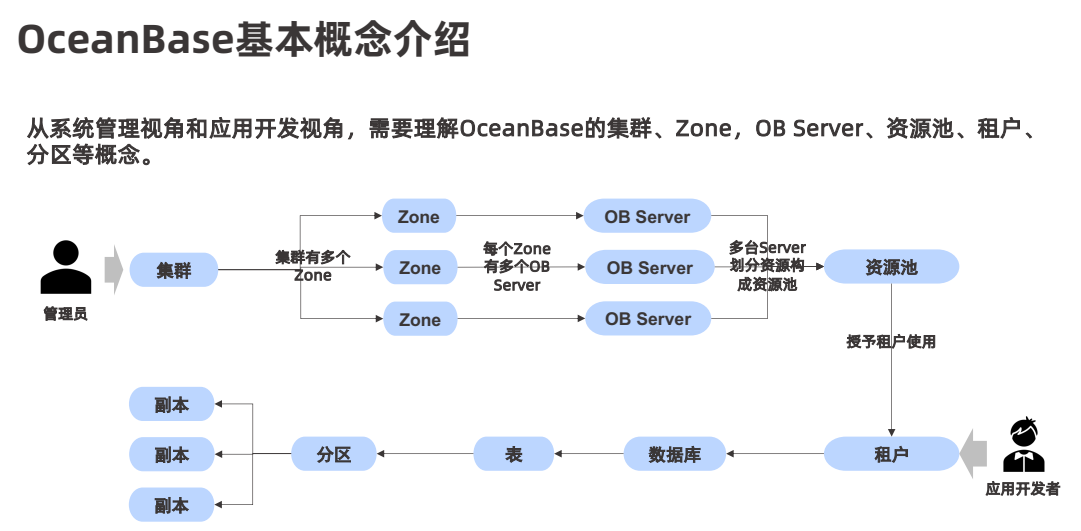 OceanBase基本概念介绍
从系统管理视角和应用开发视角，需要理解OceanBase的集群、Zone，OB Server、资源池、租户、
分区等概念。
管理员
集群
集群有多个
Zone
Zone
Zone
Zone
每个Zone
有多个OB
Server
OB Server
OB Server
OB Server
多台Server
划分资源构
成资源池
资源池
授予租户使用
应用开发者
租户
数据库
表
分区
副本
副本
副本